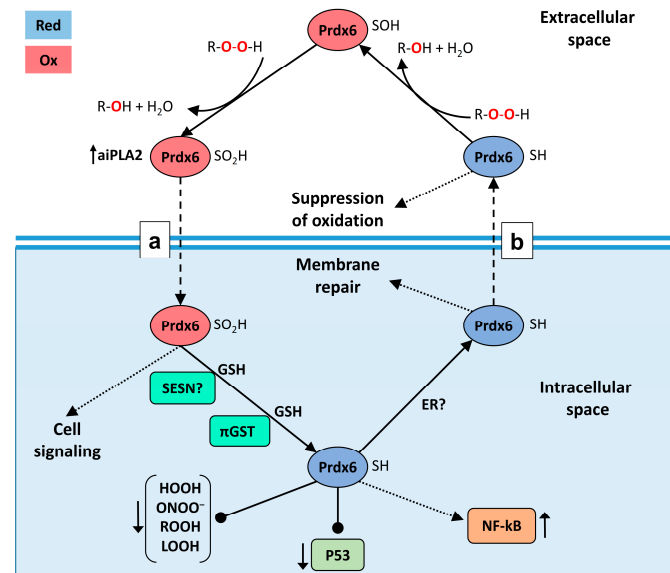 Red
Ox
Extracellular
space
Prdx6
SOH
R-O-O-H
R-OH + H₂O
R-OH + H₂O
R-O-O-H
↑aiPLA2
Prdx6
SO₂H
Prdx6
SH
Suppression
of oxidation
a
b
Membrane
repair
Prdx6
SO₂H
Prdx6
SH
GSH
SESN?
GSH
πGST
ER?
Intracellular
space
Cell
signaling
Prdx6
SH
HOOH
ONOO⁻
ROOH
LOOH
↓
↓
P53
NF-kB
↑